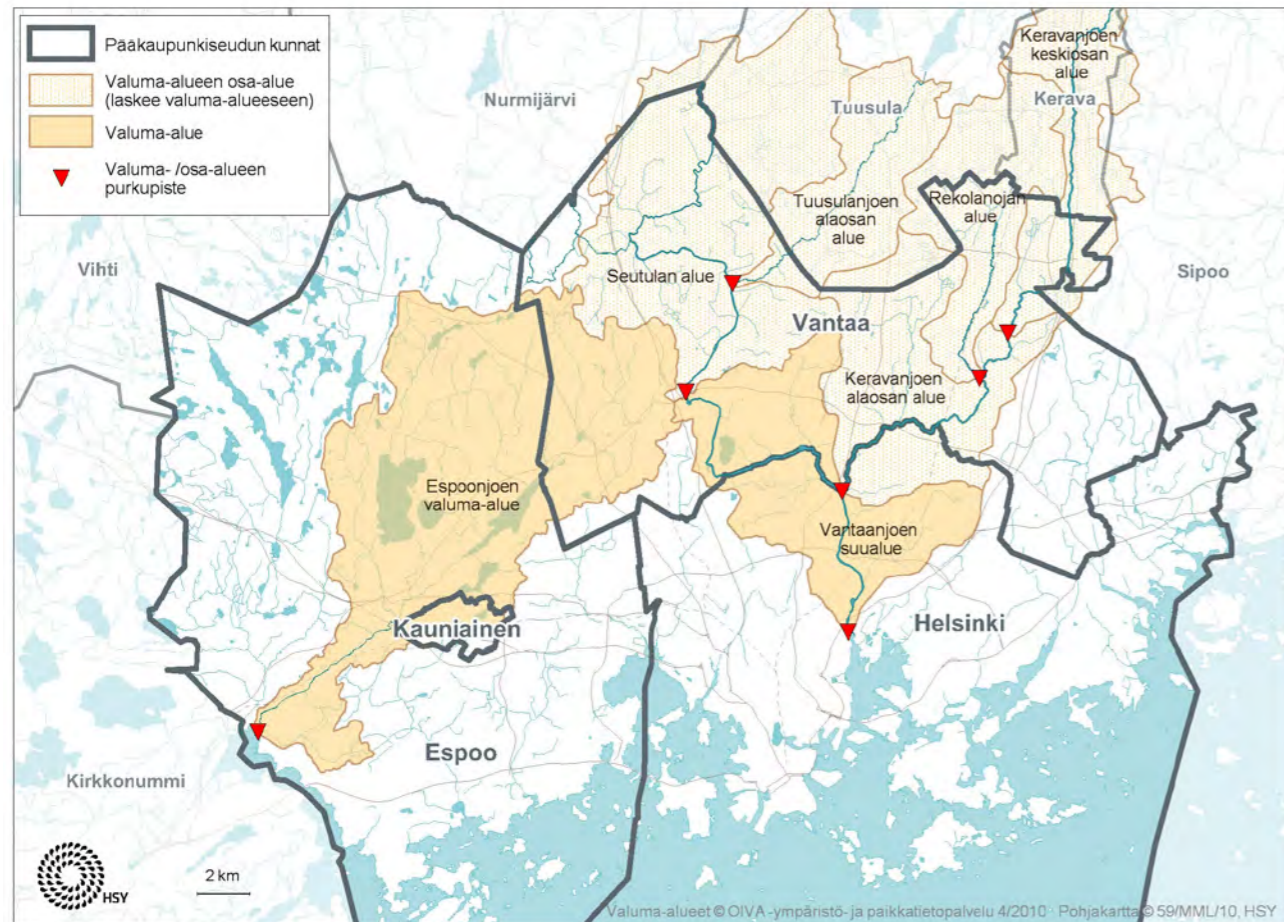 Pääkaupunkiseudun kunnat
Valuma-alueen osa-alue
(laskee valuma-alueeseen)
Valuma-alue
Valuma- /osa-alueen
purkupiste
Nurmijärvi
Tuusula
Keravanjoen
keskiosan
alue
Kerava
Tuusulanjoen
alaosan
alue
Rekolanojan
alue
Vihti
Seutulan alue
Sipoo
Vantaa
Keravanjoen
alaosan alue
Espoonjoen
valuma-alue
Vantaanjoen
suualue
Kauniainen
Helsinki
Espoo
Kirkkonummi
HSY
2 km
Valuma-alueet © OIVA -ympäristö- ja paikkatietopalvelu 4/2010 · Pohjakartta © 59/MML/10, HSY